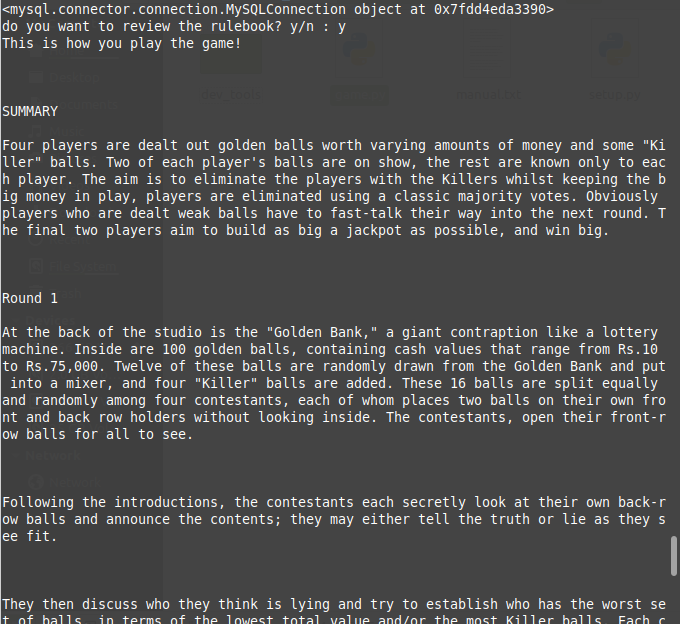 <mysql.connector.connection.MySQLConnection object at 0x7fdd4eda3390>
do you want to review the rulebook? y/n : y
This is how you play the game!
SUMMARY
Four players are dealt out golden balls worth varying amounts of money and some "Ki
ller" balls. Two of each player's balls are on show, the rest are known only to eac
h player. The aim is to eliminate the players with the Killers whilst keeping the b
ig money in play, players are eliminated using a classic majority votes. Obviously
players who are dealt weak balls have to fast-talk their way into the next round. T
he final two players aim to build as big a jackpot as possible, and win big.
Round 1
At the back of the studio is the "Golden Bank," a giant contraption like a lottery
machine. Inside are 100 golden balls, containing cash values that range from Rs.10
to Rs.75,000. Twelve of these balls are randomly drawn from the Golden Bank and put
into a mixer, and four "Killer" balls are added. These 16 balls are split equally
and randomly among four contestants, each of whom places two balls on their own fro
nt and back row holders without looking inside. The contestants, open their front-r
ow balls for all to see.
Following the introductions, the contestants each secretly look at their own back-r
ow balls and announce the contents; they may either tell the truth or lie as they s
ee fit.
They then discuss who they think is lying and try to establish who has the worst se
t of balls, in terms of the lowest total value and/or the most Killer balls. Each c